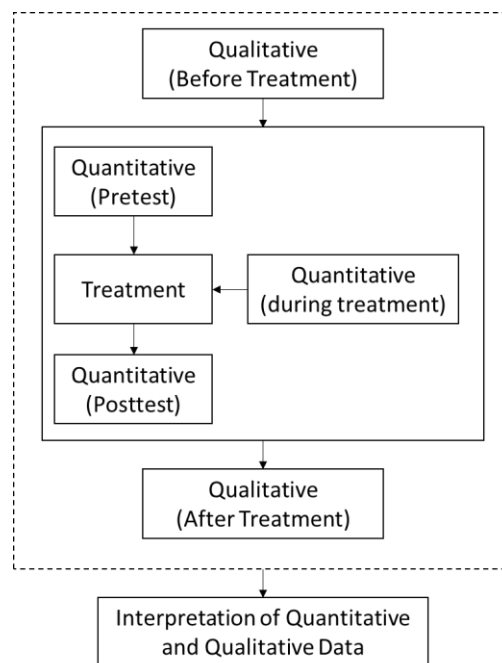 Qualitative
(Before Treatment)
Quantitative
(Pretest)
Treatment
Quantitative
(during treatment)
Quantitative
(Posttest)
Qualitative
(After Treatment)
Interpretation of Quantitative
and Qualitative Data